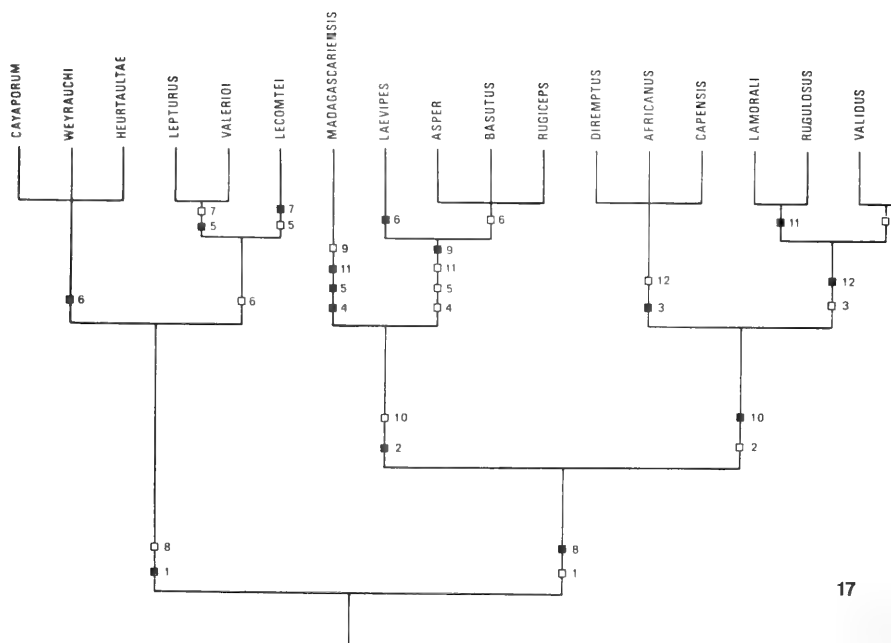 CAYAPORUM
WEYRAUCHI
HEURTAULTAE
LEPTURUS
VALERIOI
LECOMTEI
MADAGASCARIENSIS
LAEVIPES
ASPER
BASUTUS
RUGICEPS
DIREMPTUS
AFRICANUS
CAPENSIS
LAMORALI
RUGULOSUS
VALIDUS
7
5
7
5
6
6
6
6
9
11
5
4
9
11
5
4
11
12
3
12
3
10
2
10
2
8
1
8
1
17